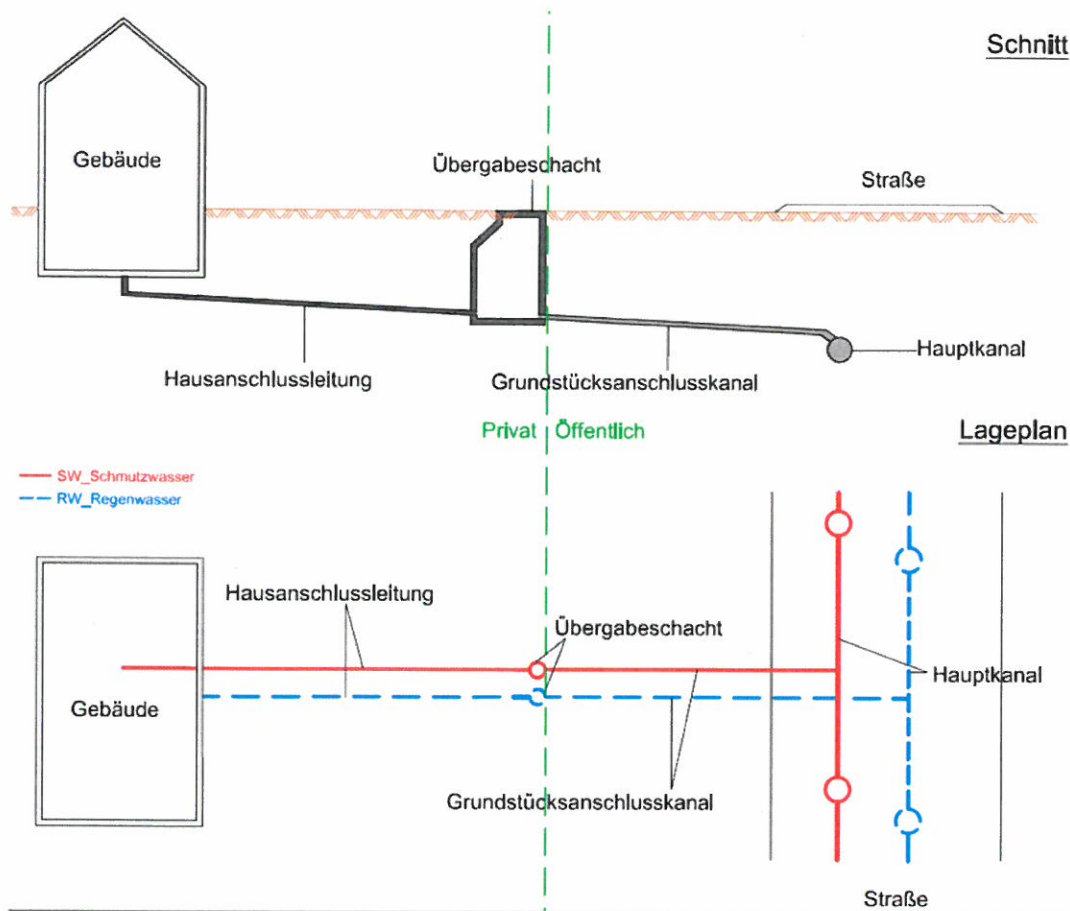 Schnitt
Gebäude
Übergabeschacht
Straße
Hausanschlussleitung
Grundstücksanschlusskanal
Hauptkanal
Privat Öffentlich
Lageplan
SW_Schmutzwasser
RW_Regenwasser
Hausanschlussleitung
Übergabeschacht
Hauptkanal
Gebäude
Grundstücksanschlusskanal
Straße